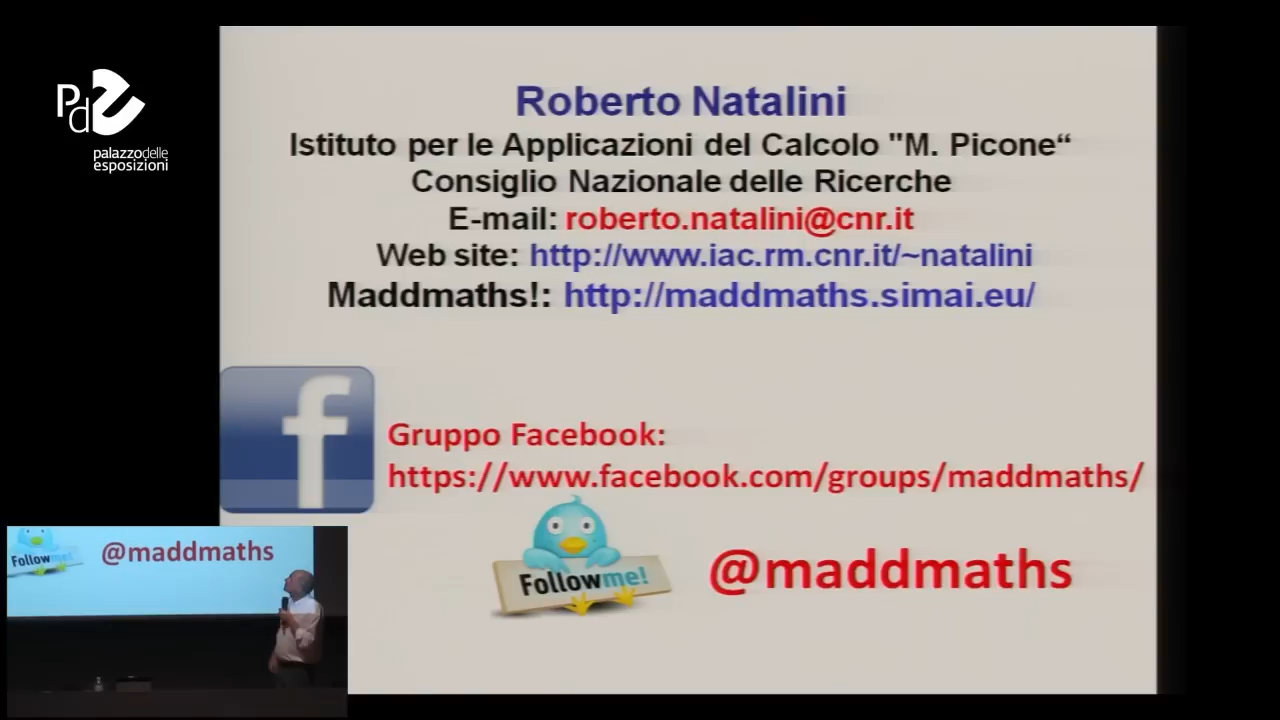 Pde
palazzodelle
esposizioni
Roberto Natalini
Istituto per le Applicazioni del Calcolo "M. Picone“
Consiglio Nazionale delle Ricerche
E-mail: roberto.natalini@cnr.it
Web site: http://www.iac.rm.cnr.it/~natalini
Maddmaths!: http://maddmaths.simai.eu/
f
Gruppo Facebook:
https://www.facebook.com/groups/maddmaths/
Followme!
@maddmaths
Followme!
@maddmaths